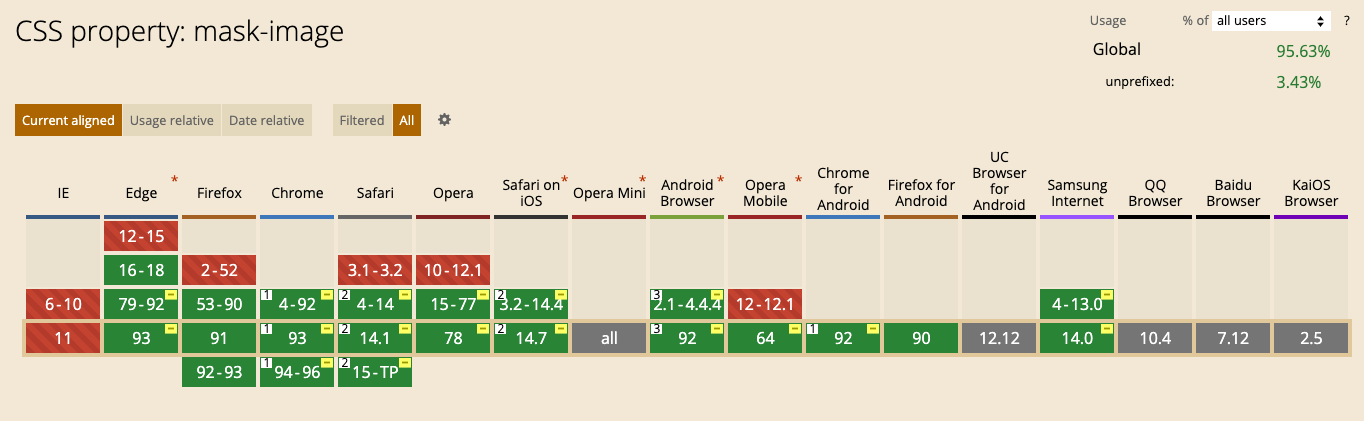 CSS property: mask-image
Usage % of all users ?
Global 95.63%
unprefixed: 3.43%
Current aligned Usage relative Date relative Filtered All
IE
Edge *
Firefox
Chrome
Safari
Opera
Safari on *
iOS
Opera Mini *
Android *
Browser
Opera *
Mobile
Chrome
for
Android
Firefox for
Android
UC
Browser
for
Android
Samsung
Internet
QQ
Browser
Baidu
Browser
KaiOS
Browser
12-15
16-18 2-52 3.1-3.2 10-12.1
6-10 79-92 53-90 1 4-92 2 4-14 15-77 2 3.2-14.4 3 2.1-4.4.4 12-12.1 4-13.0
11 93 91 1 93 2 14.1 78 2 14.7 all 3 92 64 1 92 90 12.12 14.0 10.4 7.12 2.5
92-93 1 94-96 2 15-TP